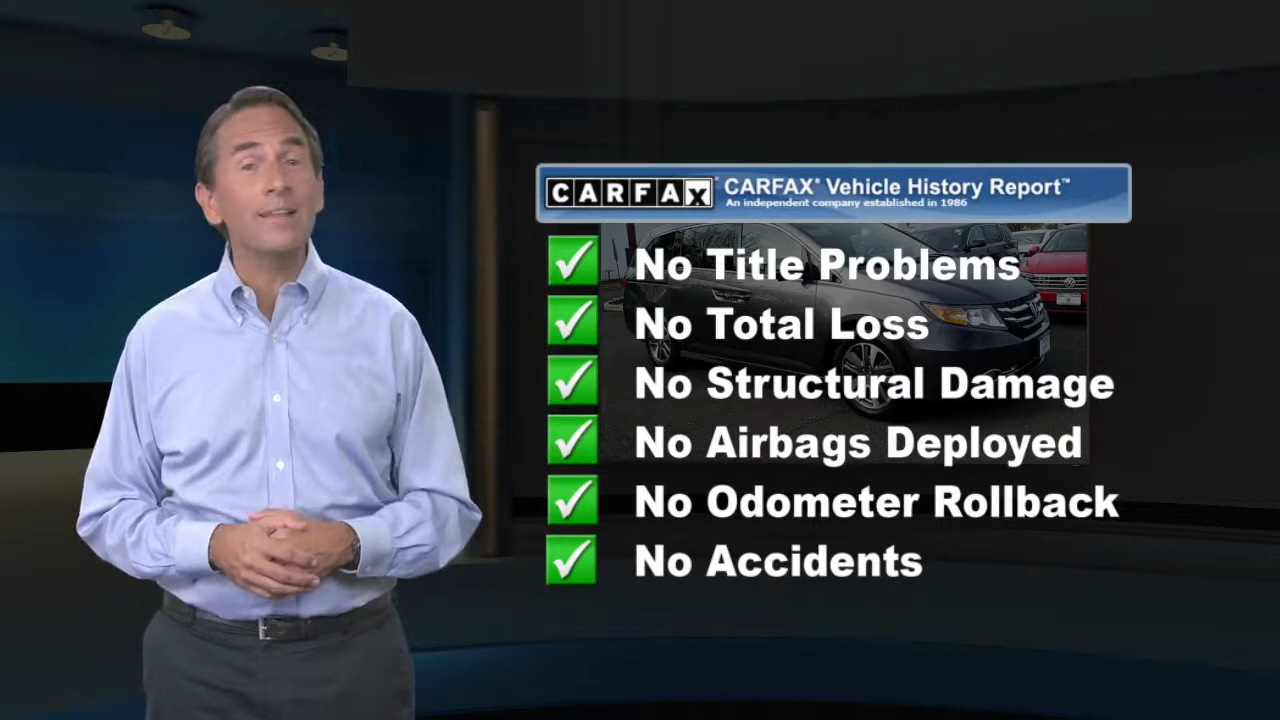 CARFAX® CARFAX® Vehicle History Report™
An independent company established in 1986
No Title Problems
No Total Loss
No Structural Damage
No Airbags Deployed
No Odometer Rollback
No Accidents